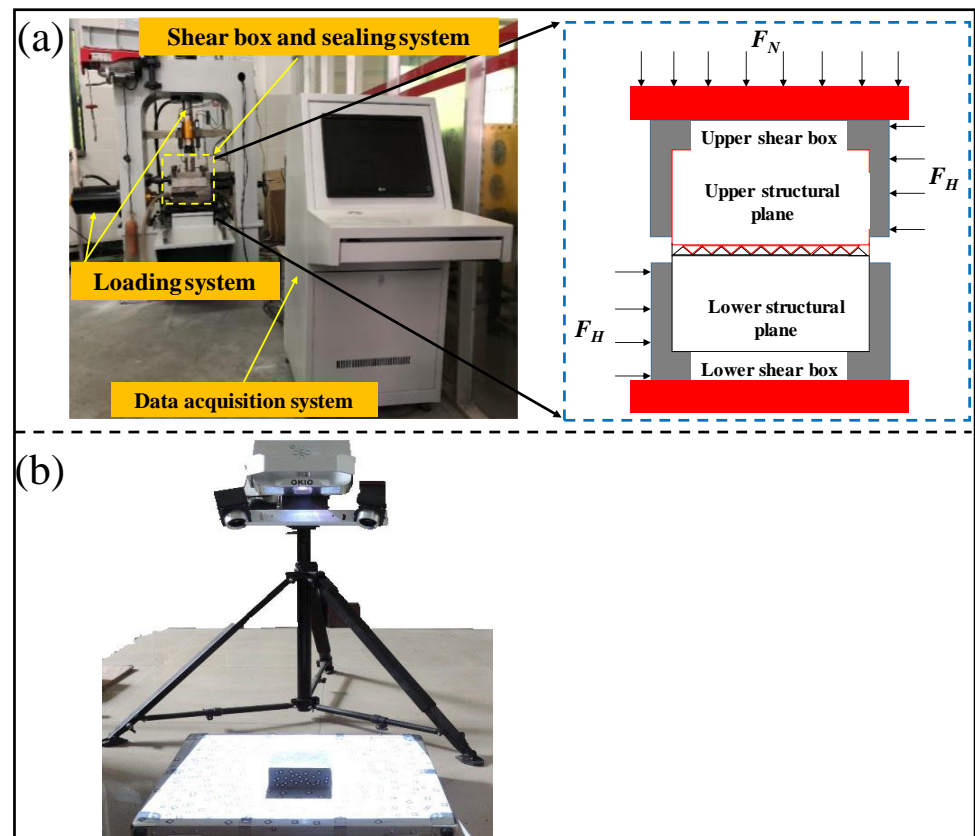 (a)
Shear box and sealing system
Loading system
Data acquisition system
F_N
Upper shear box
Upper structural
plane
F_H
Lower structural
plane
F_H
Lower shear box
(b)
OKIO